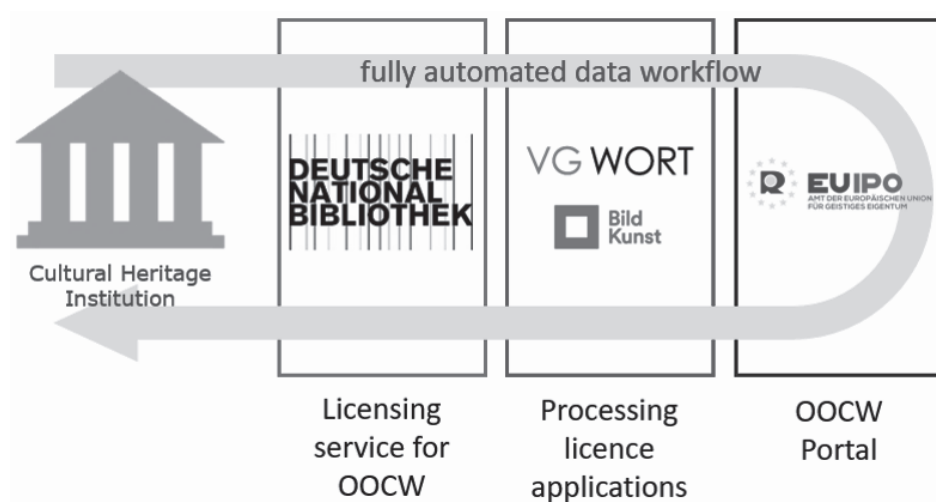 fully automated data workflow
Cultural Heritage
Institution
DEUTSCHE
NATIONAL
BIBLIOTHEK
VG WORT
Bild
Kunst
EUIPO
AMT DER EUROPÄISCHEN UNION
FÜR GEISTIGES EIGENTUM
Licensing
service for
OOCW
Processing
licence
applications
OOCW
Portal